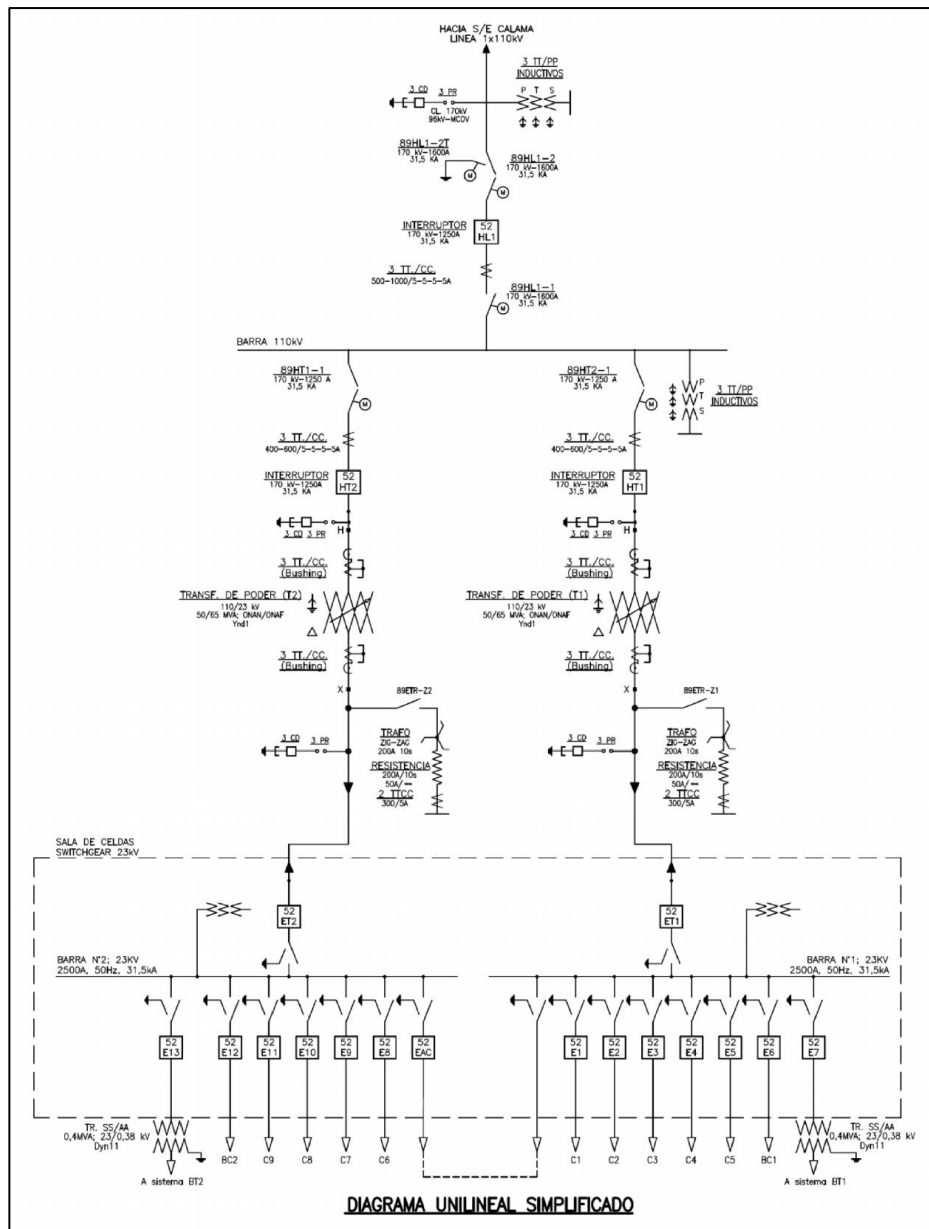 HACIA S/E CALAMA
LINEA 1x110kV
3 TT/PP
INDUCTIVOS
P T S
3 CD 3 PR
CL. 170kV
96kV-MCOV
89HL1-2T
170 kV-1600A
31,5 KA
M
89HL1-2
170 kV-1600A
31,5 KA
M
INTERRUPTOR
170 kV-1250A
31,5 KA
52
HL1
3 TT./CC.
500-1000/5-5-5-5A
89HL1-1
170 kV-1600A
31,5 KA
M
BARRA 110kV
89HT1-1
170 kV-1250 A
31,5 KA
M
89HT2-1
170 kV-1250A
31,5 KA
M
P
T
S
3 TT/PP
INDUCTIVOS
3 TT./CC.
400-600/5-5-5-5A
3 TT./CC.
400-600/5-5-5-5A
INTERRUPTOR
170 kV-1250A
31,5 KA
52
HT2
INTERRUPTOR
170 kV-1250A
31,5 KA
52
HT1
3 CD 3 PR
H
3 CD 3 PR
H
3 TT./CC.
(Bushing)
3 TT./CC.
(Bushing)
TRANSF. DE PODER (T2)
110/23 kV
50/65 MVA; ONAN/ONAF
Ynd1
TRANSF. DE PODER (T1)
110/23 kV
50/65 MVA; ONAN/ONAF
Ynd1
3 TT./CC.
(Bushing)
3 TT./CC.
(Bushing)
X
89ETR-Z2
X
89ETR-Z1
3 CD 3 PR
TRAFO
ZIG-ZAG
200A 10s
RESISTENCIA
200A/10s
50A/∞
2 TTCC
300/5A
3 CD 3 PR
TRAFO
ZIG-ZAG
200A 10s
RESISTENCIA
200A/10s
50A/∞
2 TTCC
300/5A
SALA DE CELDAS
SWITCHGEAR 23kV
52
ET2
52
ET1
BARRA N°2; 23KV
2500A, 50Hz, 31,5kA
BARRA N°1; 23KV
2500A, 50Hz, 31,5kA
52 52 52 52 52 52 52 52 52 52 52 52 52 52
E13 E12 E11 E10 E9 E8 EAC E1 E2 E3 E4 E5 E6 E7
TR. SS/AA
0,4MVA; 23/0,38 kV
Dyn11
TR. SS/AA
0,4MVA; 23/0,38 kV
Dyn11
BC2 C9 C8 C7 C6 C1 C2 C3 C4 C5 BC1
A sistema BT2
A sistema BT1
DIAGRAMA UNILINEAL SIMPLIFICADO